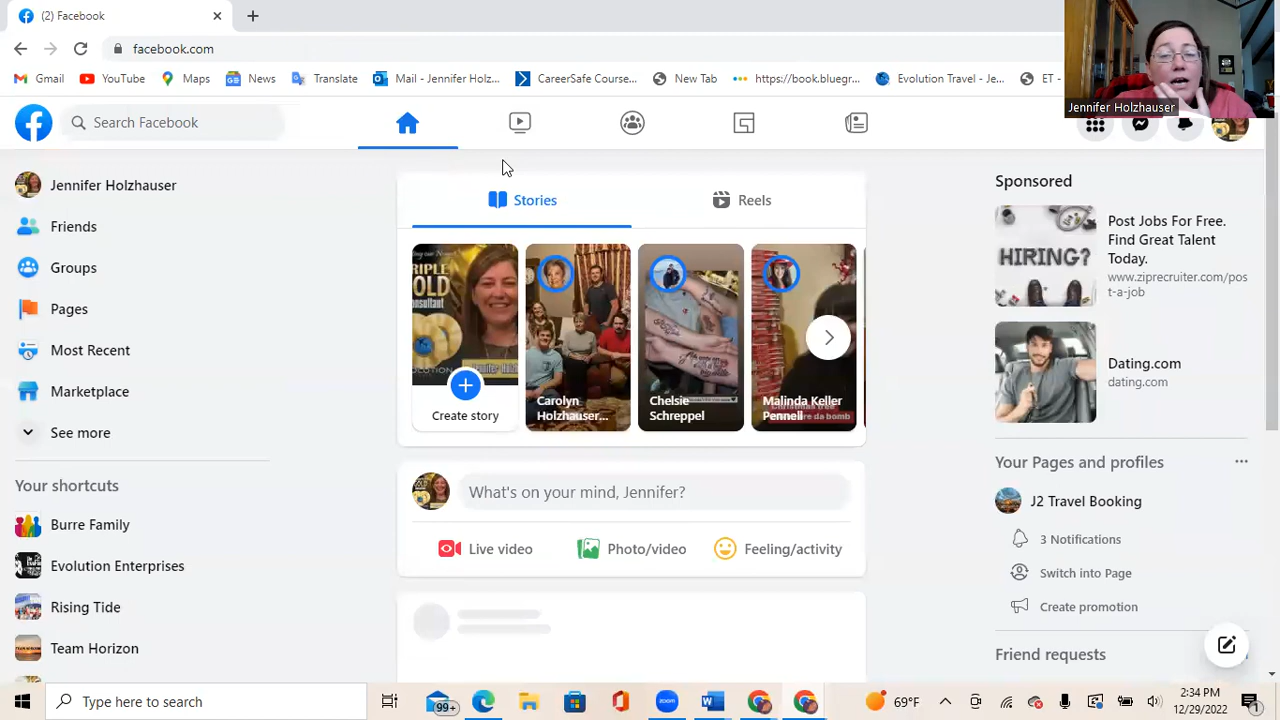 (2) Facebook
facebook.com
Gmail YouTube Maps News Translate Mail - Jennifer Holz... CareerSafe Course... New Tab https://book.bluegr... Evolution Travel - Je... ET -
Jennifer Holzhauser
Search Facebook
Jennifer Holzhauser
Friends
Groups
Pages
Most Recent
Marketplace
See more
Your shortcuts
Burre Family
Evolution Enterprises
Rising Tide
Team Horizon
Stories Reels
Create story
Carolyn
Holzhauser...
Chelsie
Schreppel
Malinda Keller
Pennell
What's on your mind, Jennifer?
Live video Photo/video Feeling/activity
Sponsored
HIRING?
Post Jobs For Free.
Find Great Talent
Today.
www.ziprecruiter.com/pos
t-a-job
Dating.com
dating.com
Your Pages and profiles
J2 Travel Booking
3 Notifications
Switch into Page
Create promotion
Friend requests
Type here to search
99+
zoom
69°F
2:34 PM
12/29/2022
1